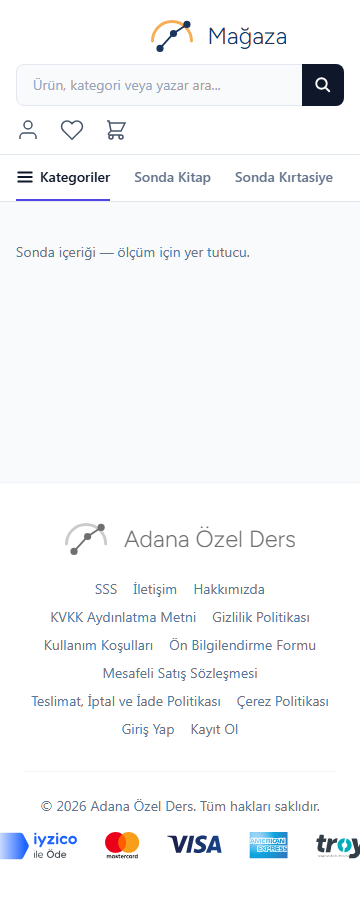 Mağaza
Ürün, kategori veya yazar ara...
Kategoriler Sonda Kitap Sonda Kırtasiye
Sonda içeriği — ölçüm için yer tutucu.
Adana Özel Ders
SSS İletişim Hakkımızda
KVKK Aydınlatma Metni Gizlilik Politikası
Kullanım Koşulları Ön Bilgilendirme Formu
Mesafeli Satış Sözleşmesi
Teslimat, İptal ve İade Politikası Çerez Politikası
Giriş Yap Kayıt Ol
© 2026 Adana Özel Ders. Tüm hakları saklıdır.
iyzico
ile Öde
mastercard
VISA
AMERICAN
EXPRESS
troy